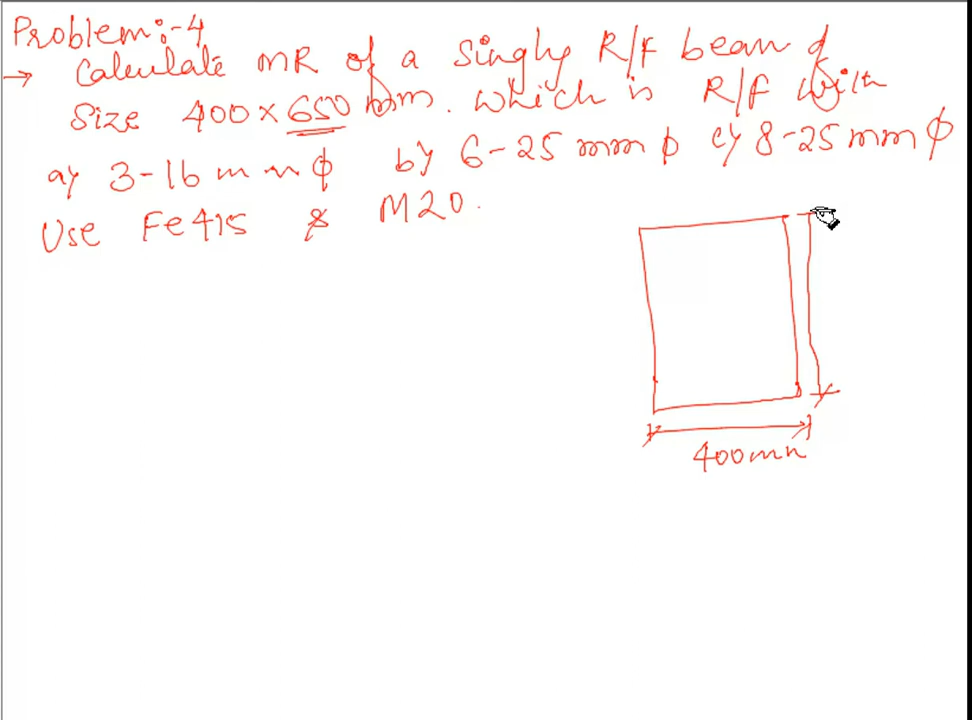 Problem:-4
→ Calculate MR of a Singly R/F beam of
Size 400 × 650 mm. Which is R/F with
a) 3-16 mm ϕ b) 6-25 mm ϕ c) 8-25 mm ϕ
Use Fe415 & M20.
400mm